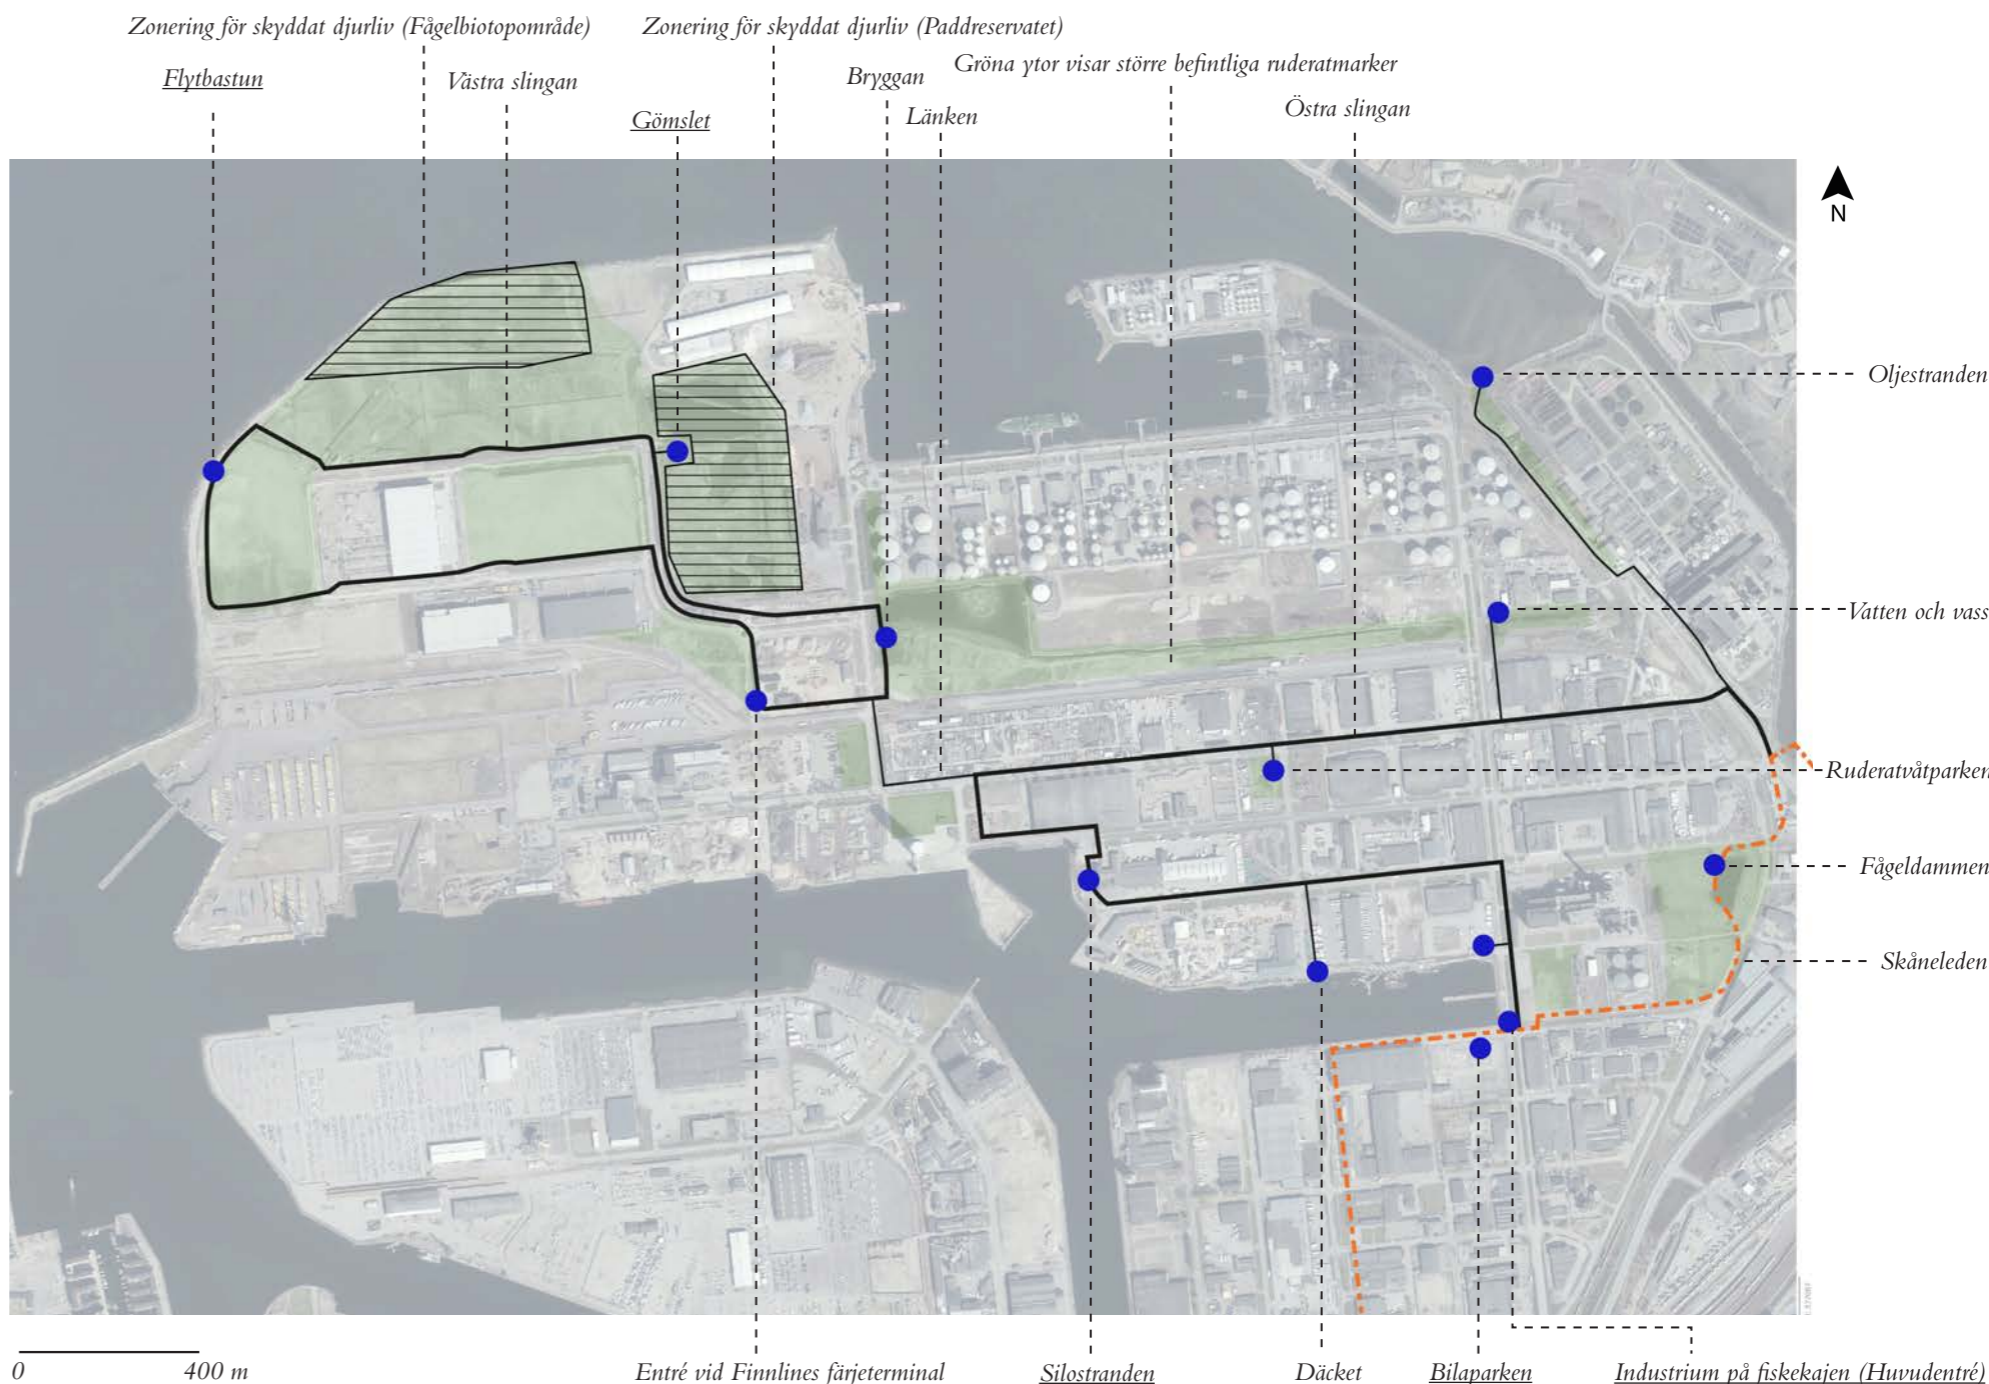 Zonering för skyddat djurliv (Fågelbiotopområde)
Zonering för skyddat djurliv (Paddreservatet)
Flytbastun
Västra slingan
Gömslet
Bryggan
Länken
Gröna ytor visar större befintliga ruderatmarker
Östra slingan
N
Oljestranden
Vatten och vass
Ruderatvåtparken
Fågeldammen
Skåneleden
0
400 m
Entré vid Finnlines färjeterminal
Silostranden
Däcket
Bilaparken
Industrium på fiskekajen (Huvudentré)